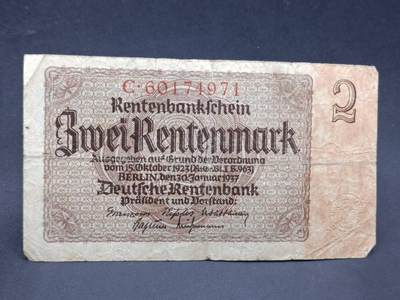 C·60174971
Rentenbankschein
2
Zwei Rentenmark
Ausgegeben auf Grund der Verordnung
vom 15. Oktober 1923 (R.G.-Bl. I S. 963)
BERLIN, den 30. Januar 1937
Deutsche Rentenbank
Präsident und Vorstand: